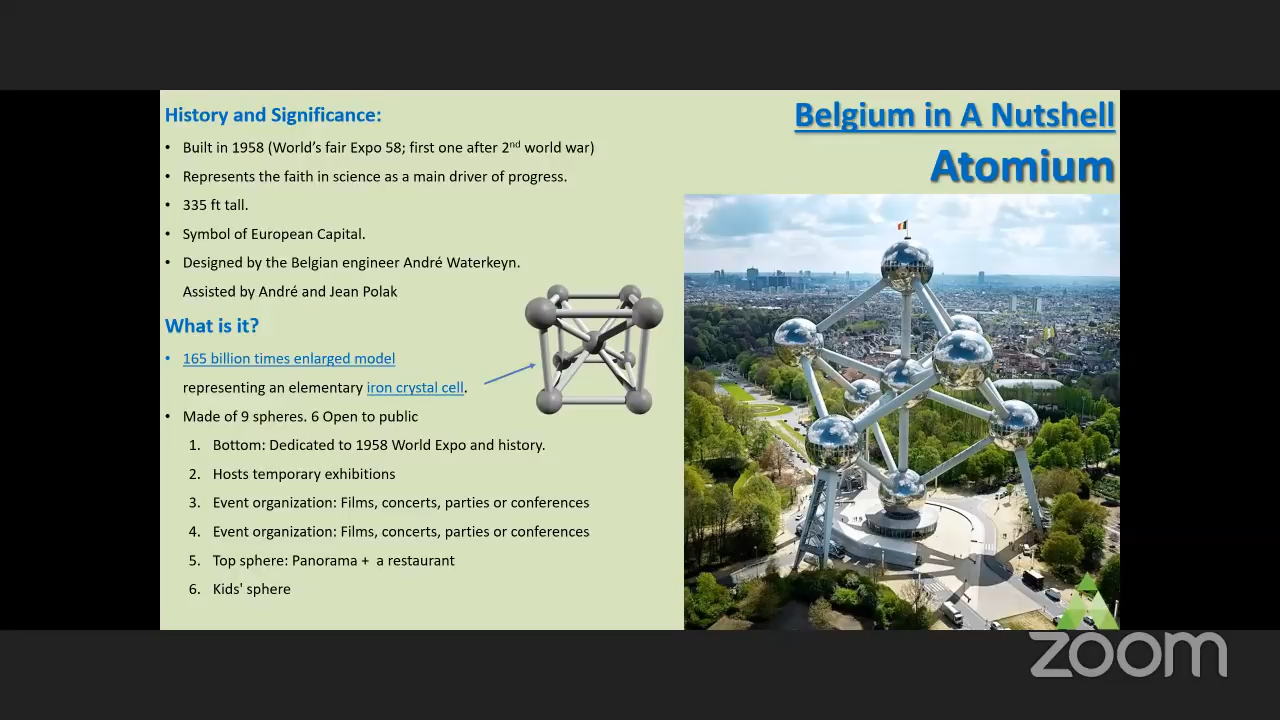 Belgium in A Nutshell
Atomium
History and Significance:
• Built in 1958 (World's fair Expo 58; first one after 2nd world war)
• Represents the faith in science as a main driver of progress.
• 335 ft tall.
• Symbol of European Capital.
• Designed by the Belgian engineer André Waterkeyn.
Assisted by André and Jean Polak
What is it?
• 165 billion times enlarged model
representing an elementary iron crystal cell.
• Made of 9 spheres. 6 Open to public
1. Bottom: Dedicated to 1958 World Expo and history.
2. Hosts temporary exhibitions
3. Event organization: Films, concerts, parties or conferences
4. Event organization: Films, concerts, parties or conferences
5. Top sphere: Panorama + a restaurant
6. Kids' sphere
zoom